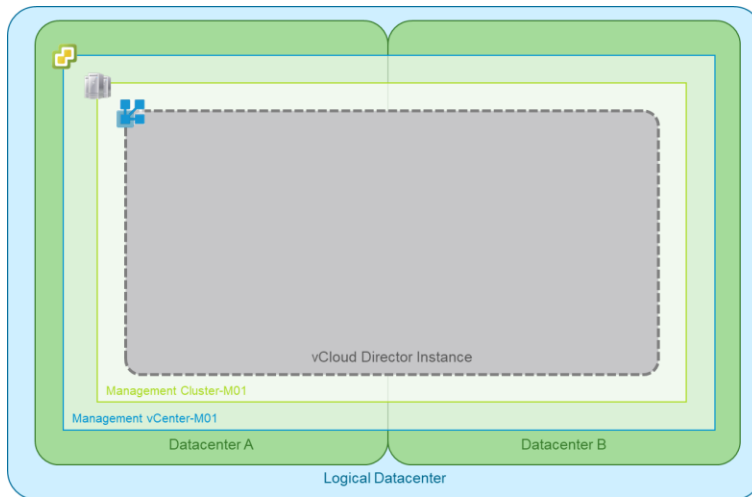 vCloud Director Instance
Management Cluster-M01
Management vCenter-M01
Datacenter A
Datacenter B
Logical Datacenter